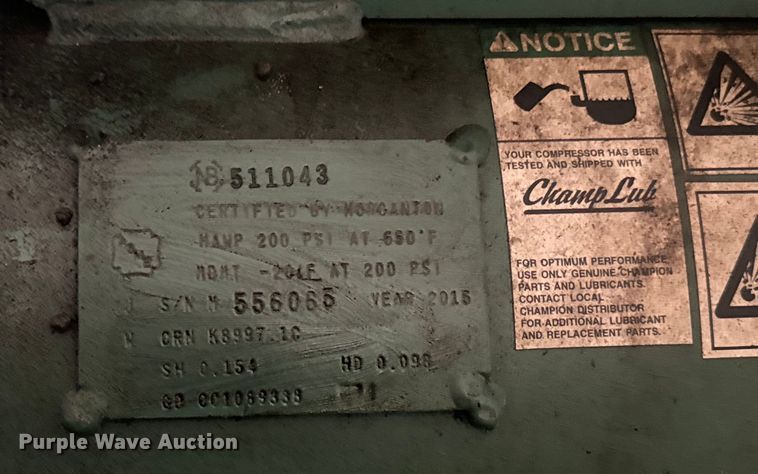 511043
CERTIFIED BY MORGANTON
MAWP 200 PSI AT 650°F
MDMT -20°F AT 200 PSI
S/N M 556065 YEAR 2015
W CRN K8997.1C
SH 0.154 HD 0.098
CC1089338
NOTICE
YOUR COMPRESSOR HAS BEEN
TESTED AND SHIPPED WITH
ChampLub
FOR OPTIMUM PERFORMANCE,
USE ONLY GENUINE CHAMPION
PARTS AND LUBRICANTS.
CONTACT LOCAL
CHAMPION DISTRIBUTOR
FOR ADDITIONAL LUBRICANT
AND REPLACEMENT PARTS.
Purple Wave Auction